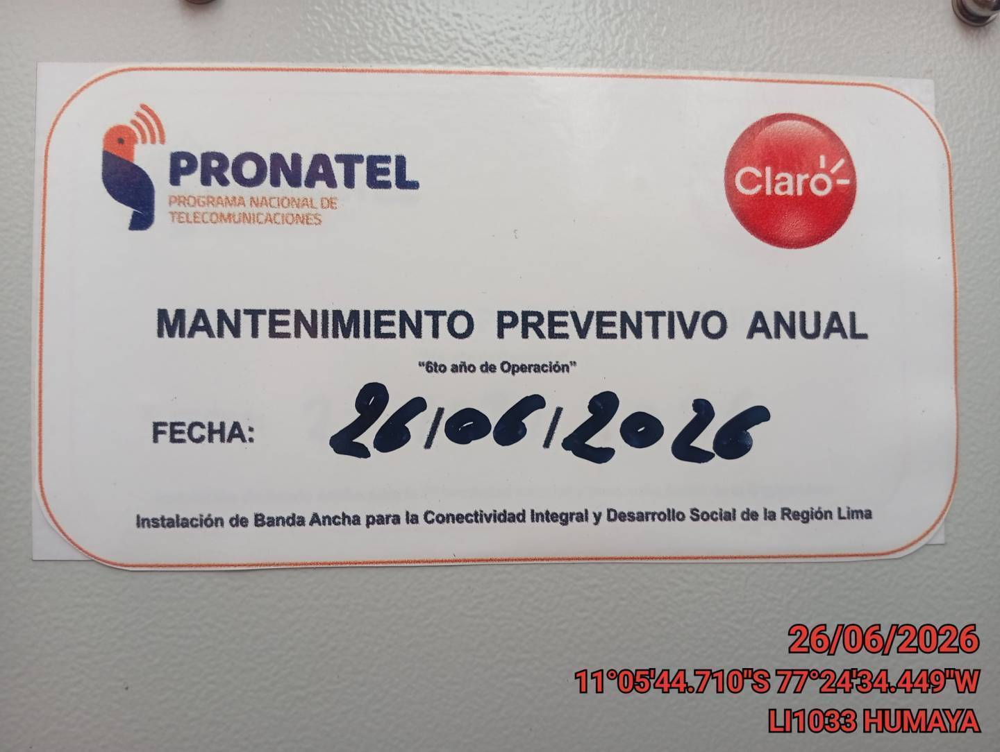 PRONATEL
PROGRAMA NACIONAL DE
TELECOMUNICACIONES
Claro
MANTENIMIENTO PREVENTIVO ANUAL
"6to año de Operación"
FECHA: 26/06/2026
Instalación de Banda Ancha para la Conectividad Integral y Desarrollo Social de la Región Lima
26/06/2026
11°05'44.710"S 77°24'34.449"W
LI1033 HUMAYA